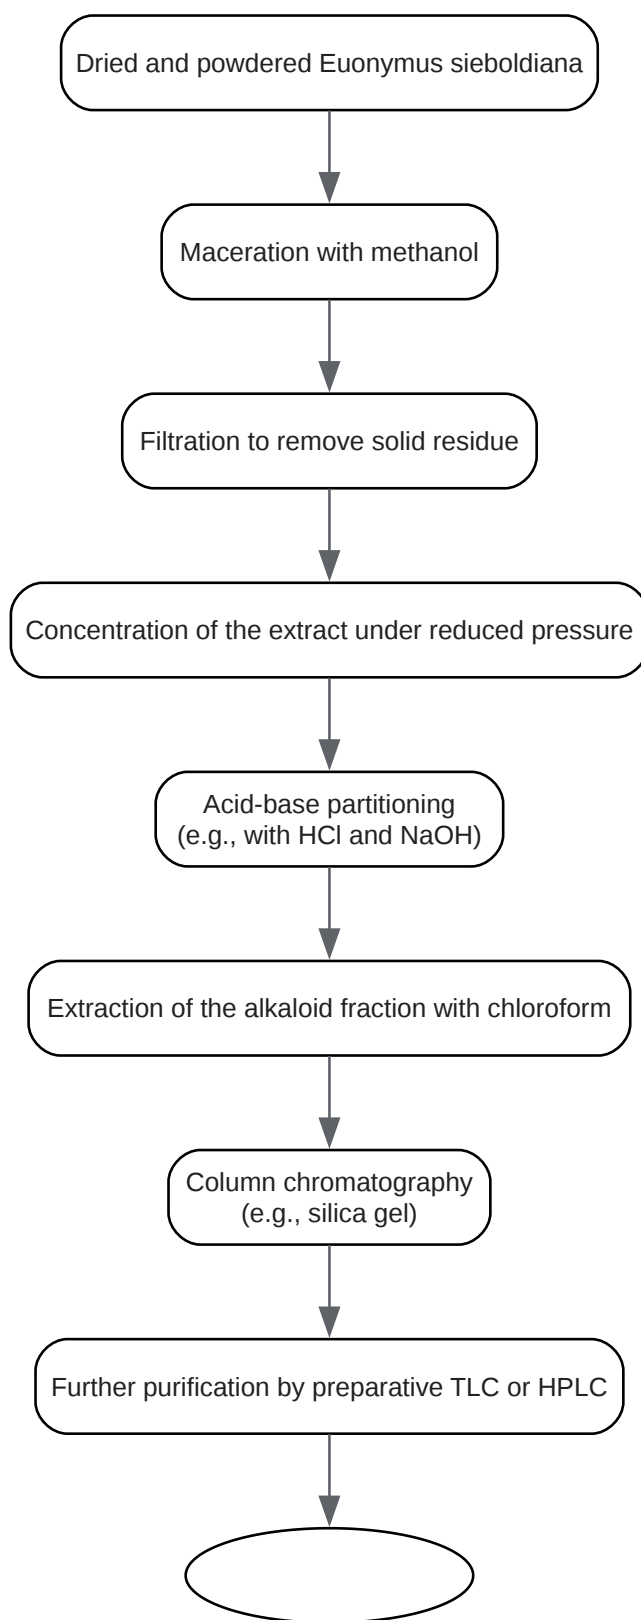 Dried and powdered Euonymus sieboldiana
Maceration with methanol
Filtration to remove solid residue
Concentration of the extract under reduced pressure
Acid-base partitioning
(e.g., with HCl and NaOH)
Extraction of the alkaloid fraction with chloroform
Column chromatography
(e.g., silica gel)
Further purification by preparative TLC or HPLC